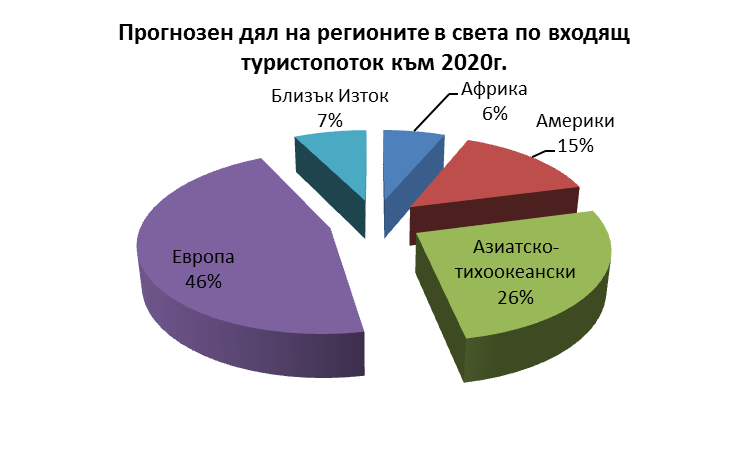 Прогнозен дял на регионите в света по входящ
туристопоток към 2020г.
Близък Изток
7%
Африка
6%
Америки
15%
Азиатско-
тихоокеански
26%
Европа
46%